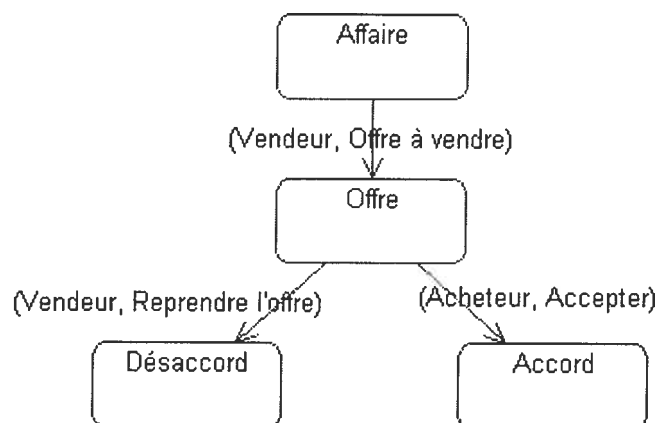 Affaire
(Vendeur, Offre à vendre)
Offre
(Vendeur, Reprendre l'offre)
(Acheteur, Accepter)
Désaccord
Accord